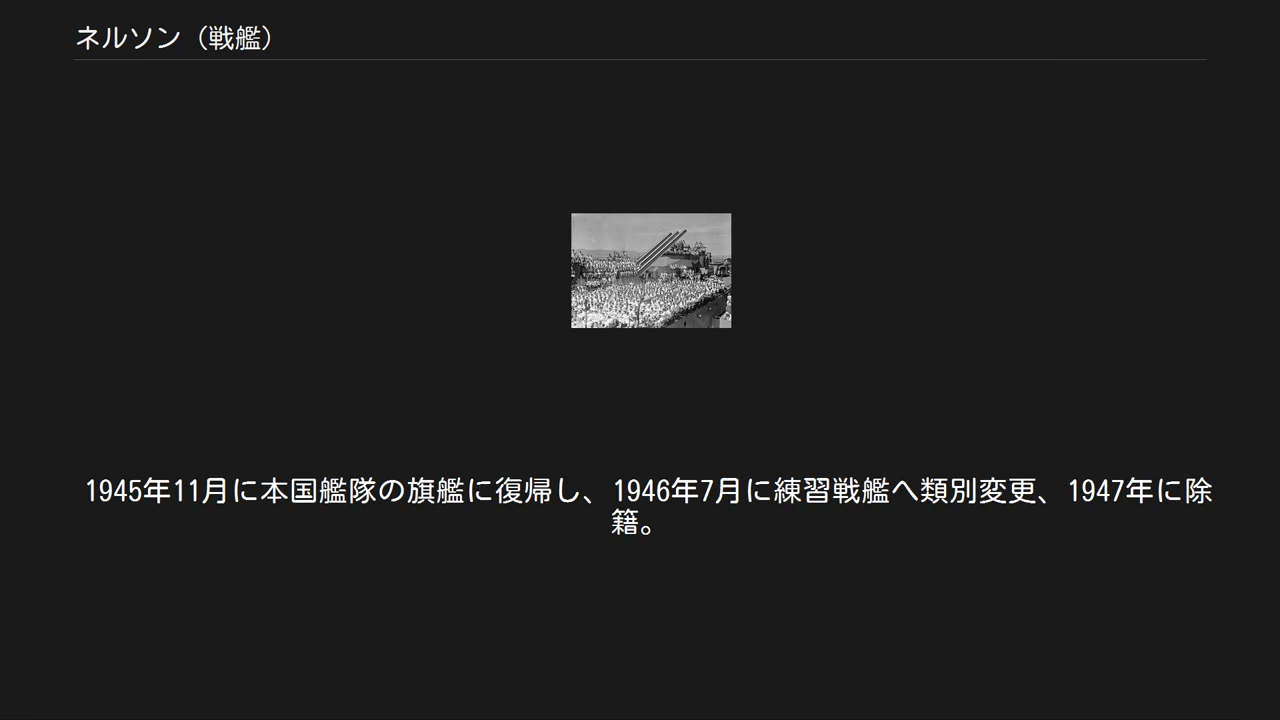 ネルソン（戦艦）
1945年11月に本国艦隊の旗艦に復帰し、1946年7月に練習戦艦へ類別変更、1947年に除
籍。